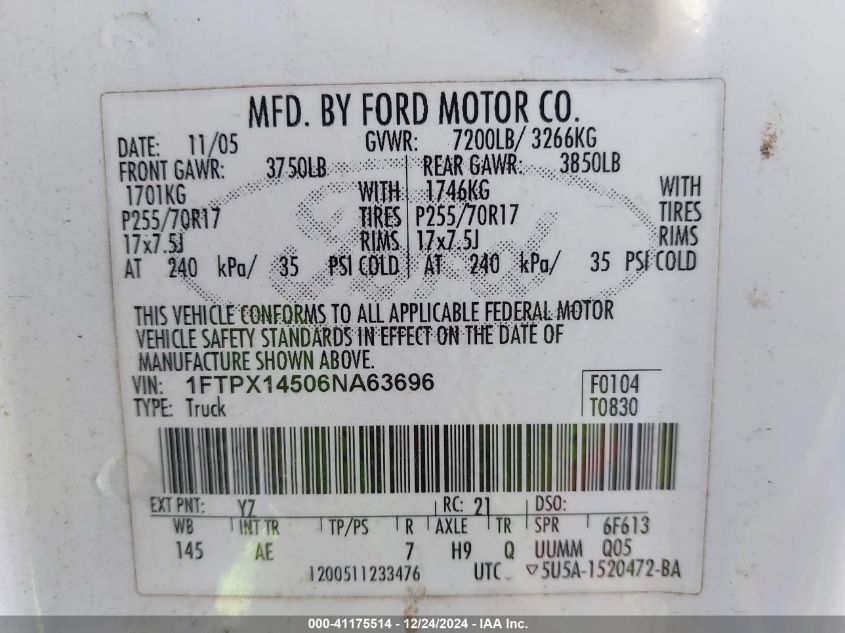 MFD. BY FORD MOTOR CO.
DATE: 11/05 GVWR: 7200LB/ 3266KG
FRONT GAWR: 3750LB REAR GAWR: 3850LB
1701KG WITH 1746KG WITH
P255/70R17 TIRES P255/70R17 TIRES
17x7.5J RIMS 17x7.5J RIMS
AT 240 kPa/ 35 PSI COLD AT 240 kPa/ 35 PSI COLD
Ford
THIS VEHICLE CONFORMS TO ALL APPLICABLE FEDERAL MOTOR
VEHICLE SAFETY STANDARDS IN EFFECT ON THE DATE OF
MANUFACTURE SHOWN ABOVE.
VIN: 1FTPX14506NA63696 F0104
TYPE: Truck T0830
EXT PNT: YZ RC: 21 DSO:
WB INT TR TP/PS R AXLE TR SPR 6F613
145 AE 7 H9 Q UUMM Q05
1200511233476 UTC ▽5U5A-1520472-BA
000-41175514 - 12/24/2024 - IAA Inc.